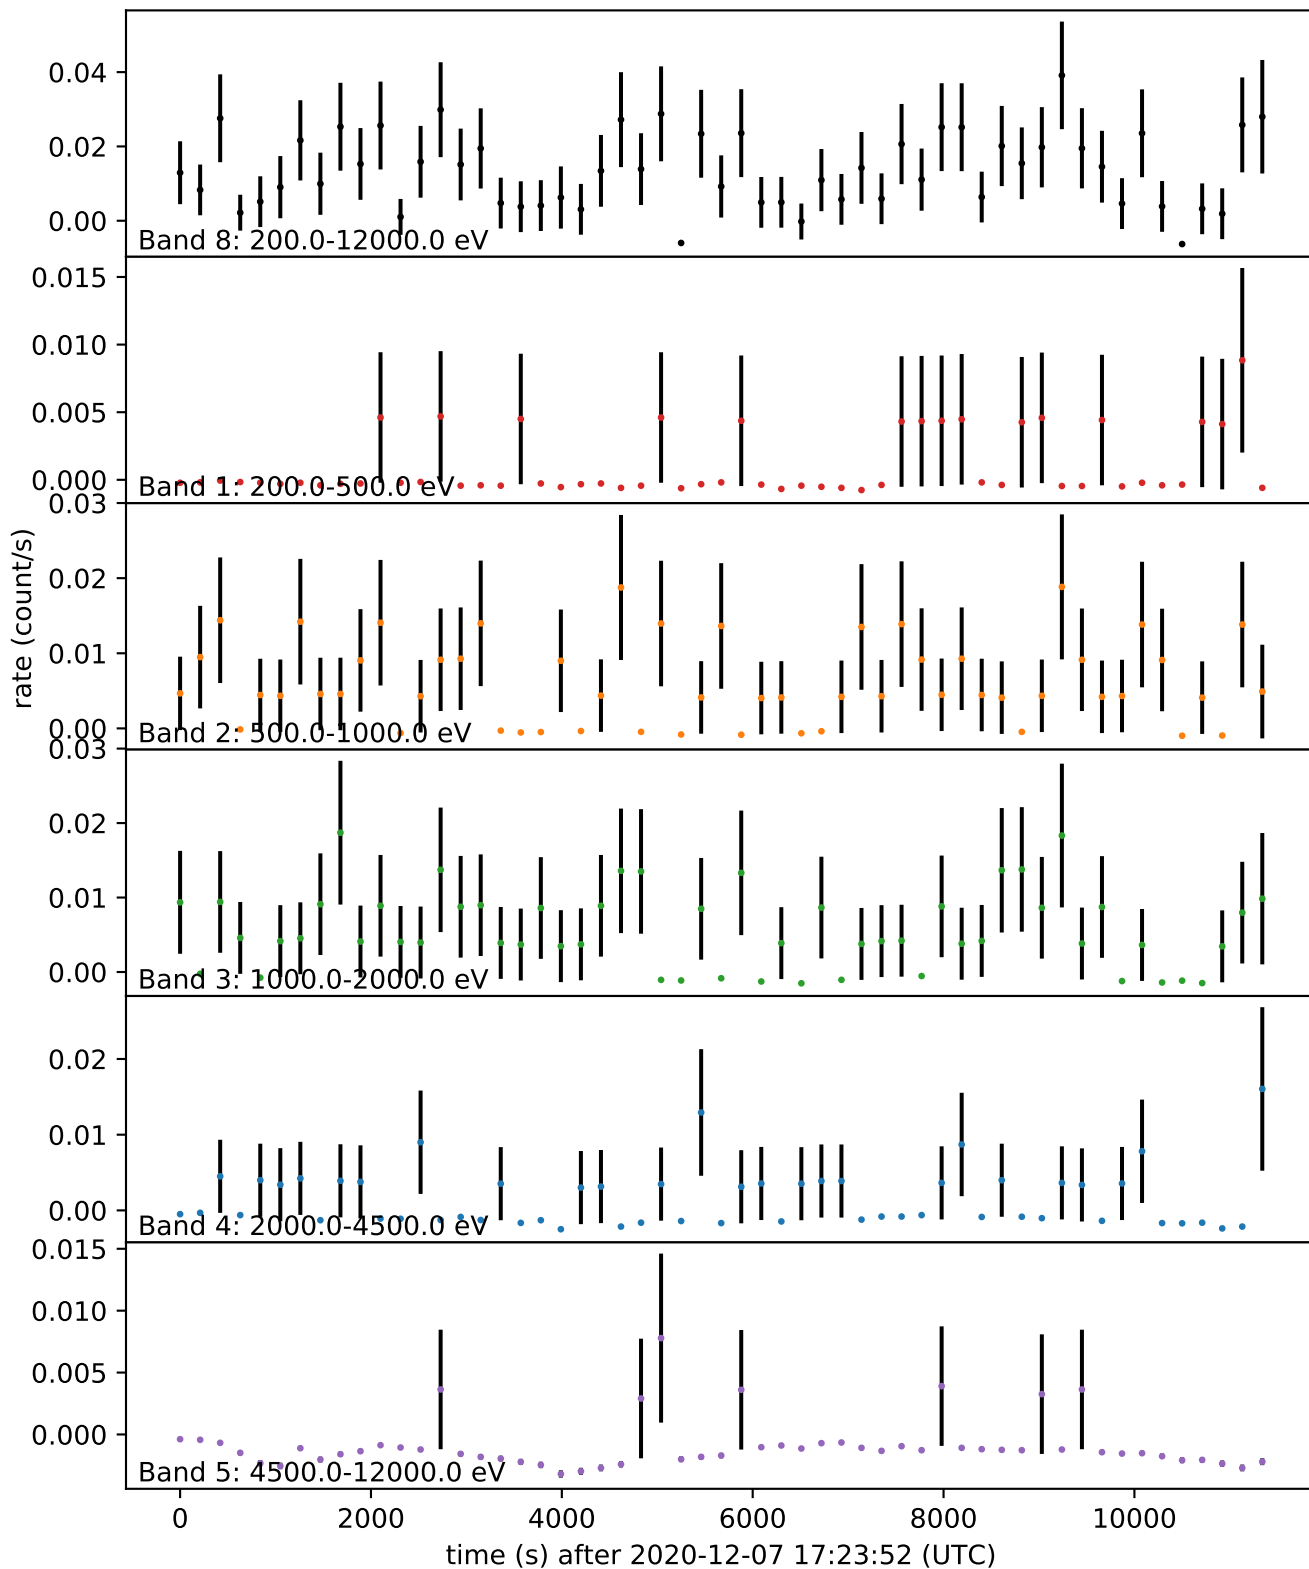 0.04
0.02
0.00
Band 8: 200.0-12000.0 eV
0.015
0.010
0.005
0.000
Band 1: 200.0-500.0 eV
0.03
0.02
0.01
0.00
Band 2: 500.0-1000.0 eV
rate (count/s)
0.03
0.02
0.01
0.00
Band 3: 1000.0-2000.0 eV
0.02
0.01
0.00
Band 4: 2000.0-4500.0 eV
0.015
0.010
0.005
0.000
Band 5: 4500.0-12000.0 eV
0 2000 4000 6000 8000 10000
time (s) after 2020-12-07 17:23:52 (UTC)